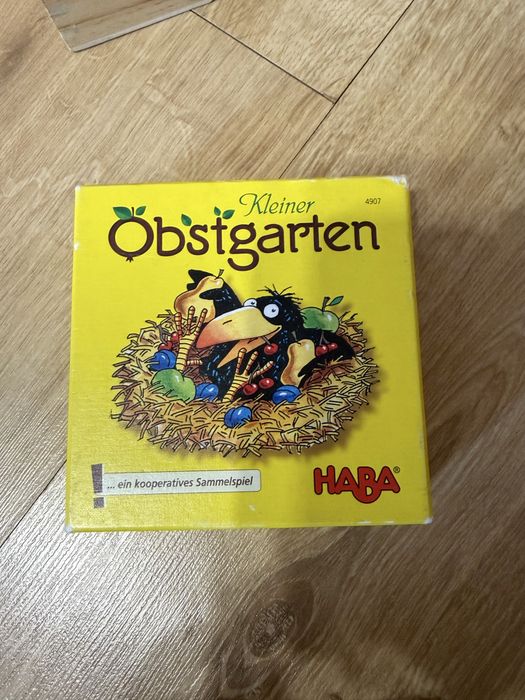 Kleiner
4907
Obstgarten
... ein kooperatives Sammelspiel
HABA®